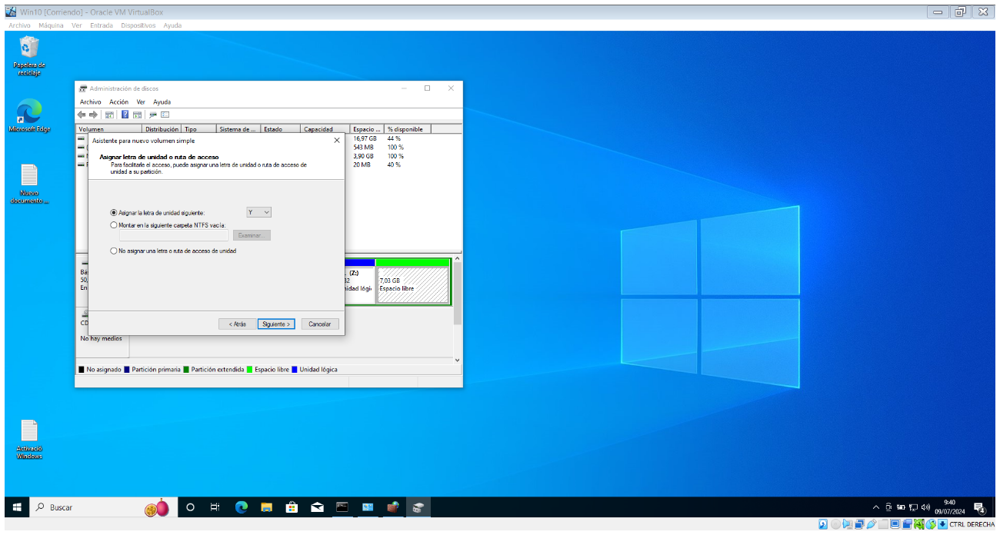 Win10 [Corriendo] - Oracle VM VirtualBox
Archivo Máquina Ver Entrada Dispositivos Ayuda
Papelera de
reciclaje
Microsoft Edge
Nuevo
documento ...
Activació
Windows
Administración de discos
Archivo Acción Ver Ayuda
Volumen Distribución Tipo Sistema de ... Estado Capacidad Espacio ... % disponible
16,97 GB 44 %
543 MB 100 %
3,90 GB 100 %
20 MB 40 %
Asistente para nuevo volumen simple
Asignar letra de unidad o ruta de acceso
Para facilitarle el acceso, puede asignar una letra de unidad o ruta de acceso de
unidad a su partición.
Asignar la letra de unidad siguiente: Y
Montar en la siguiente carpeta NTFS vacía:
Examinar...
No asignar una letra o ruta de acceso de unidad
< Atrás Siguiente > Cancelar
Bá
50,
En
(Z:)
32
nidad lógi
7,03 GB
Espacio libre
CD
No hay medios
No asignado Partición primaria Partición extendida Espacio libre Unidad lógica
Buscar
9:40
09/07/2024
4
CTRL DERECHA